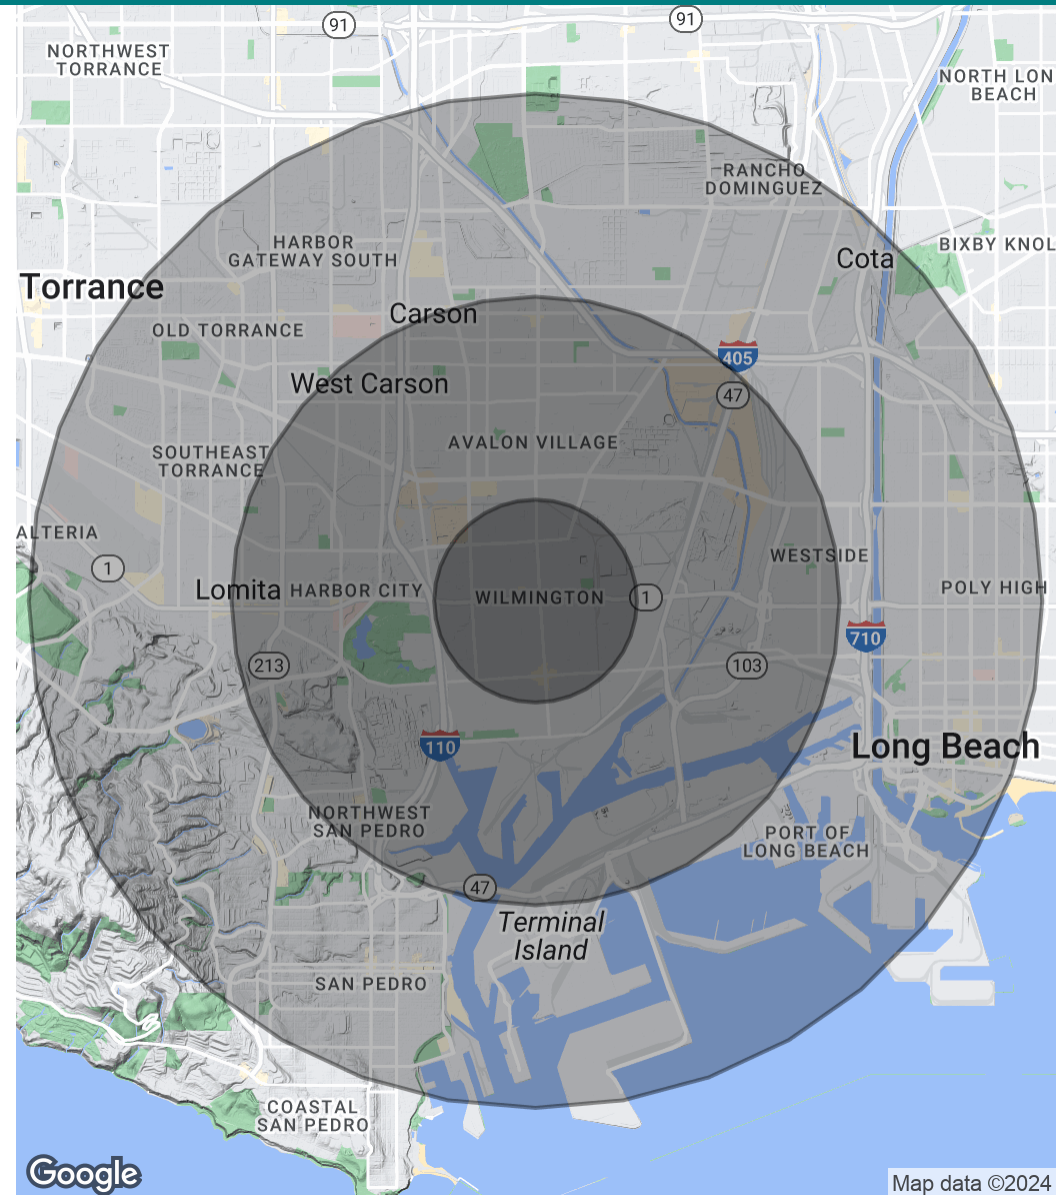 91
91
NORTHWEST
TORRANCE
NORTH LON
BEACH
RANCHO
DOMINGUEZ
HARBOR
GATEWAY SOUTH
BIXBY KNOL
Cota
Torrance
Carson
OLD TORRANCE
405
West Carson
47
AVALON VILLAGE
SOUTHEAST
TORRANCE
ALTERIA
WESTSIDE
1
Lomita
HARBOR CITY
WILMINGTON
1
POLY HIGH
710
213
103
110
Long Beach
NORTHWEST
SAN PEDRO
PORT OF
LONG BEACH
47
Terminal
Island
SAN PEDRO
COASTAL
SAN PEDRO
Google
Map data ©2024